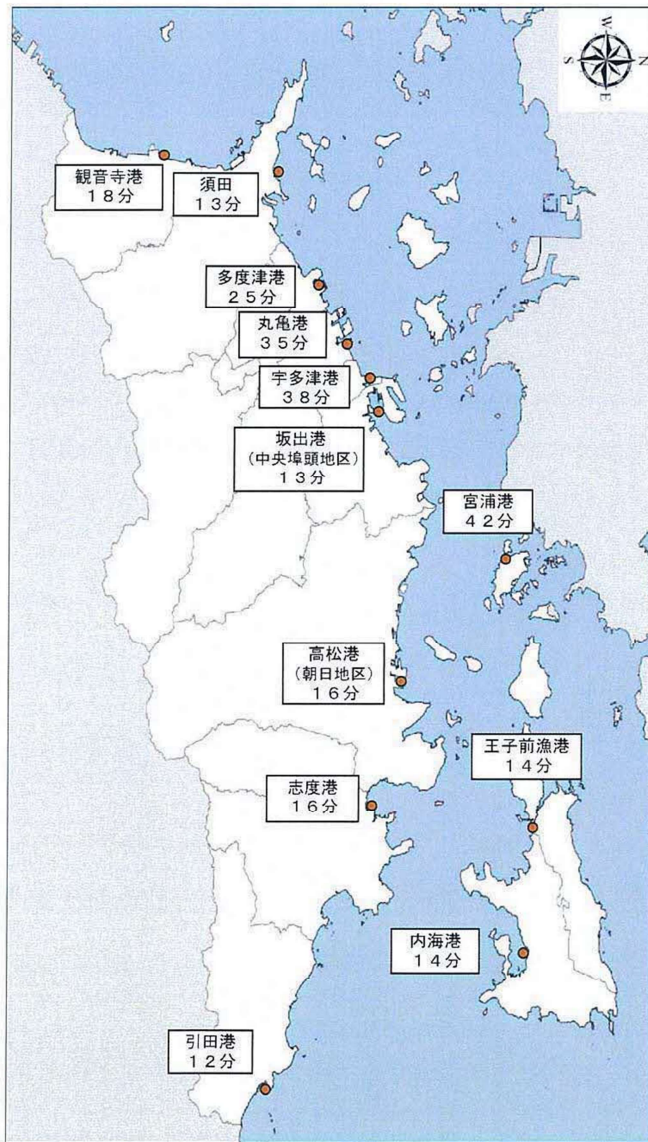 W
S
N
E
観音寺港
18分
須田
13分
多度津港
25分
丸亀港
35分
宇多津港
38分
坂出港
(中央埠頭地区)
13分
宮浦港
42分
高松港
(朝日地区)
16分
王子前漁港
14分
志度港
16分
内海港
14分
引田港
12分